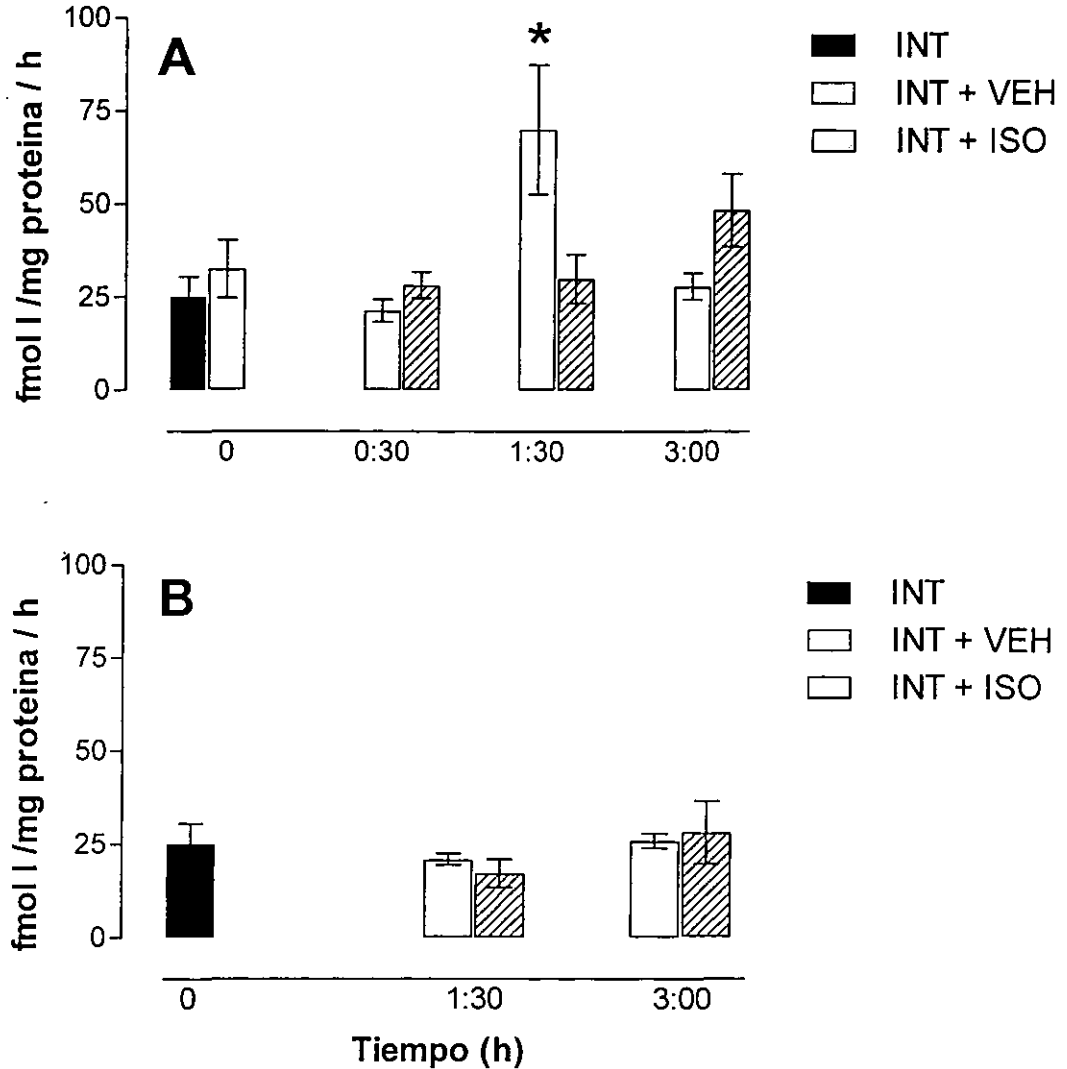 A
*
INT
INT + VEH
INT + ISO
fmol I /mg proteina / h
100
75
50
25
0
0 0:30 1:30 3:00
B
INT
INT + VEH
INT + ISO
fmol I /mg proteina / h
100
75
50
25
0
0 1:30 3:00
Tiempo (h)